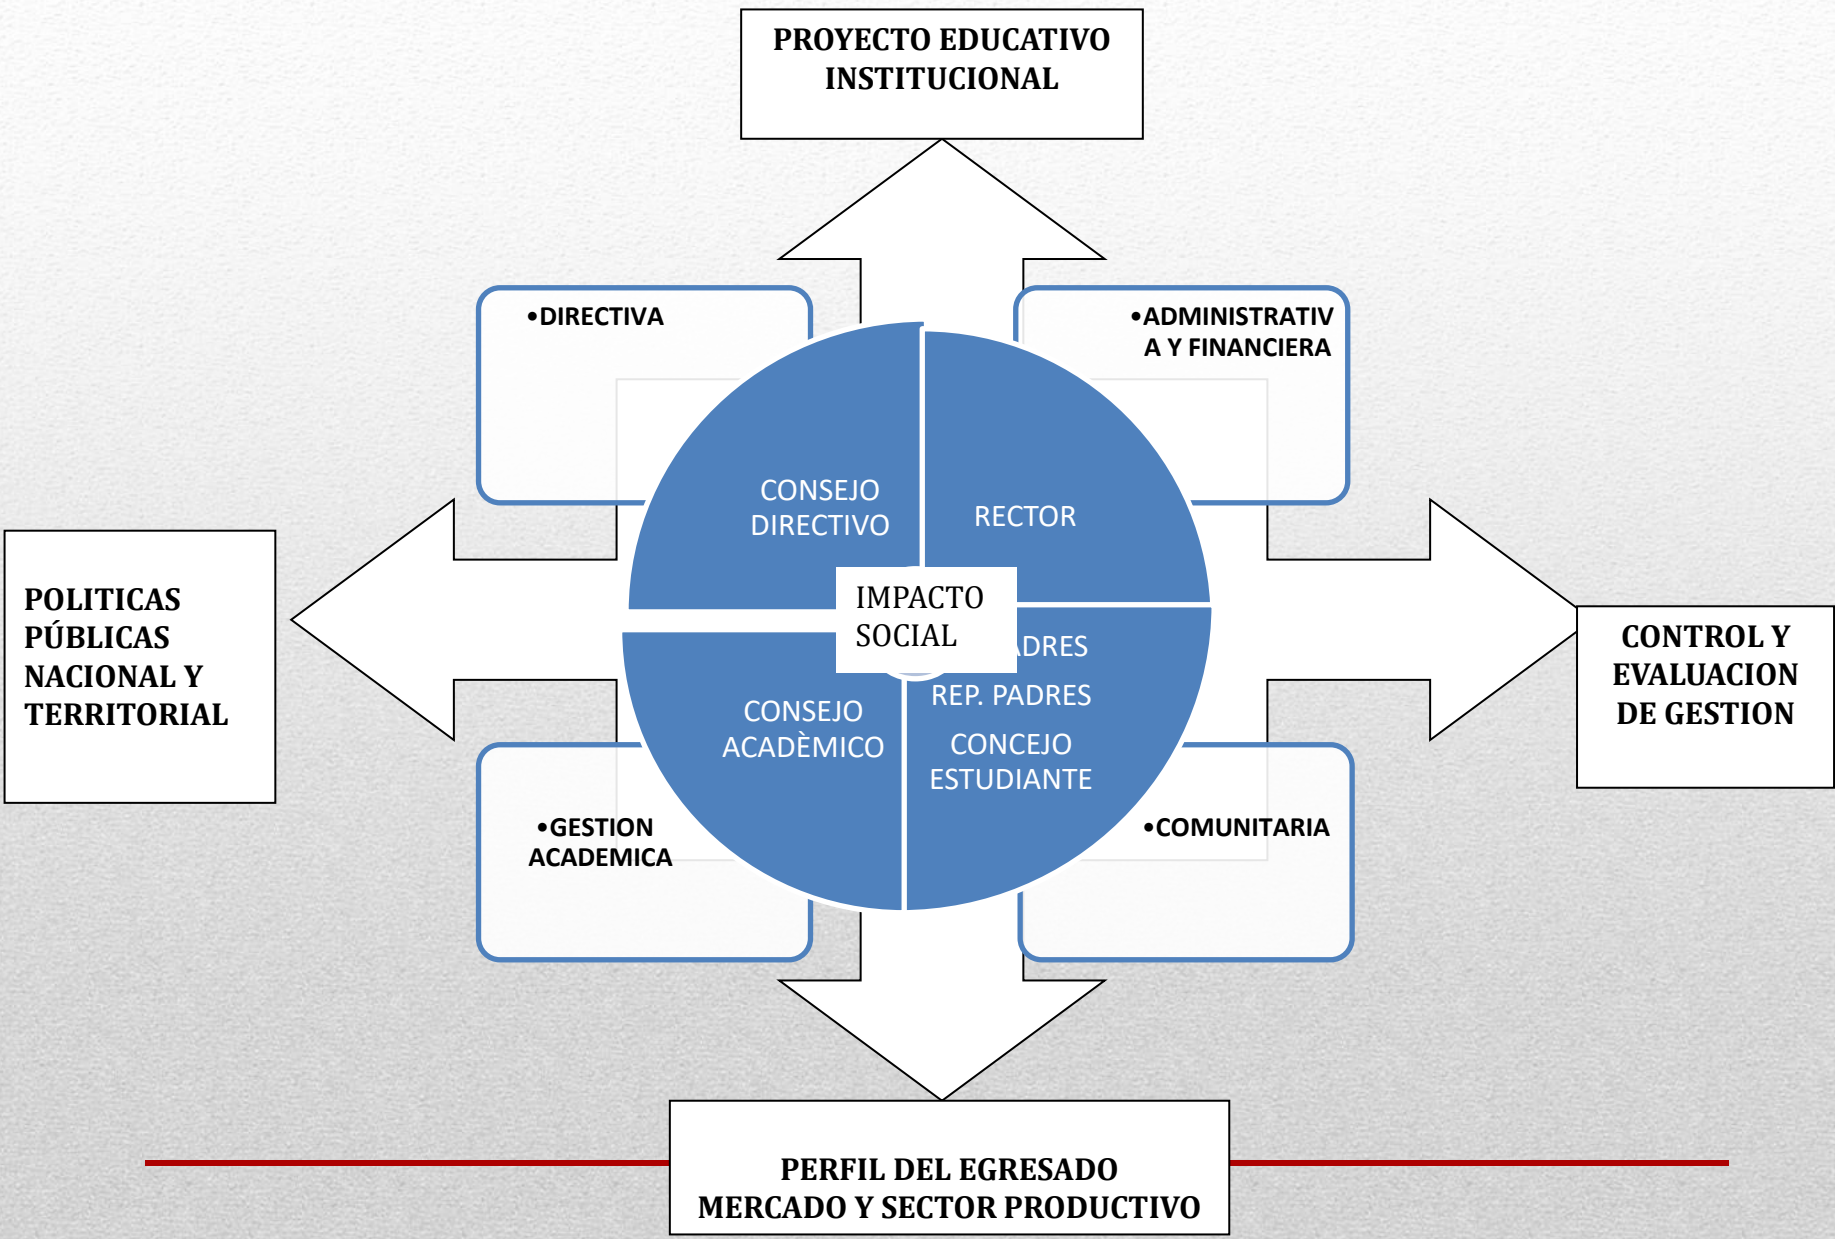 PROYECTO EDUCATIVO
INSTITUCIONAL
•DIRECTIVA
•ADMINISTRATIV
A Y FINANCIERA
CONSEJO
DIRECTIVO
RECTOR
POLITICAS
PÚBLICAS
NACIONAL Y
TERRITORIAL
IMPACTO
SOCIAL
CONTROL Y
EVALUACION
DE GESTION
ADRES
REP. PADRES
CONCEJO
ESTUDIANTE
CONSEJO
ACADÈMICO
•GESTION
ACADEMICA
•COMUNITARIA
PERFIL DEL EGRESADO
MERCADO Y SECTOR PRODUCTIVO